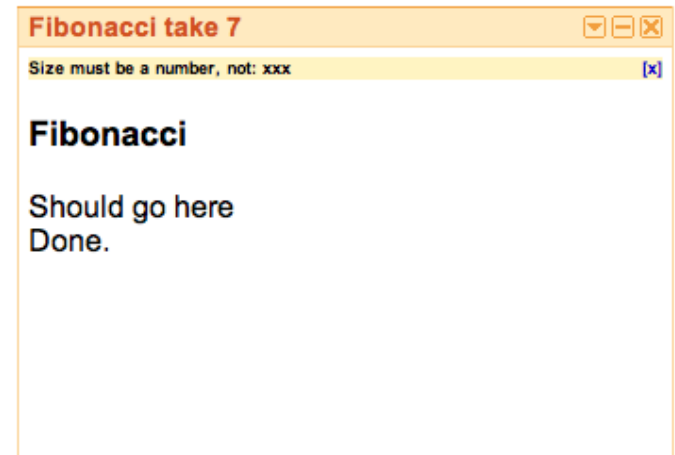 Fibonacci take 7
Size must be a number, not: xxx [x]
Fibonacci
Should go here
Done.